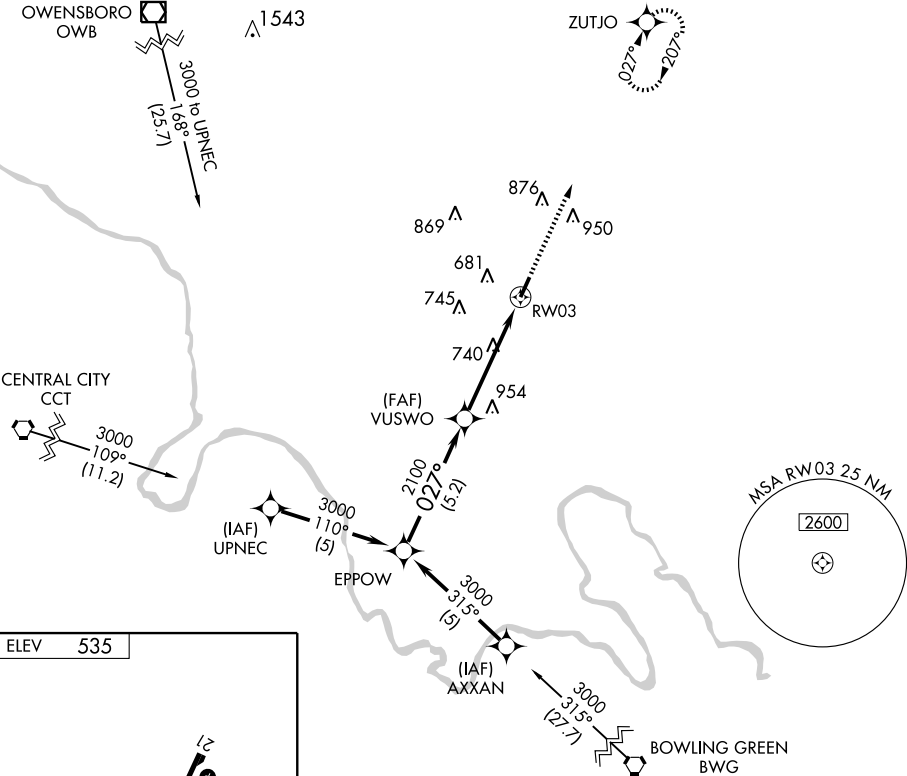 OWENSBORO
OWB
1543
ZUTJO
027°
207°
3000 to UPNEC
168°
(25.7)
876
869
950
681
745
RW03
740
CENTRAL CITY
CCT
(FAF)
VUSWO
954
3000
109°
(11.2)
2100
027°
(5.2)
MSA RW03 25 NM
2600
3000
110°
(5)
(IAF)
UPNEC
EPPOW
3000
315°
(5)
ELEV 535
(IAF)
AXXAN
3000
315°
(27.7)
21
BOWLING GREEN
BWG